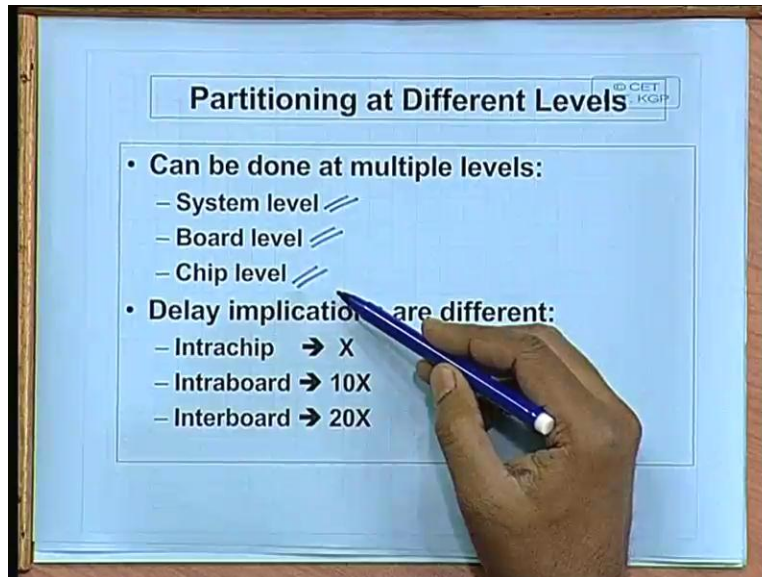 Partitioning at Different Levels
© CET
I.I.T. KGP
• Can be done at multiple levels:
– System level
– Board level
– Chip level
• Delay implications are different:
– Intrachip ➔ X
– Intraboard ➔ 10X
– Interboard ➔ 20X